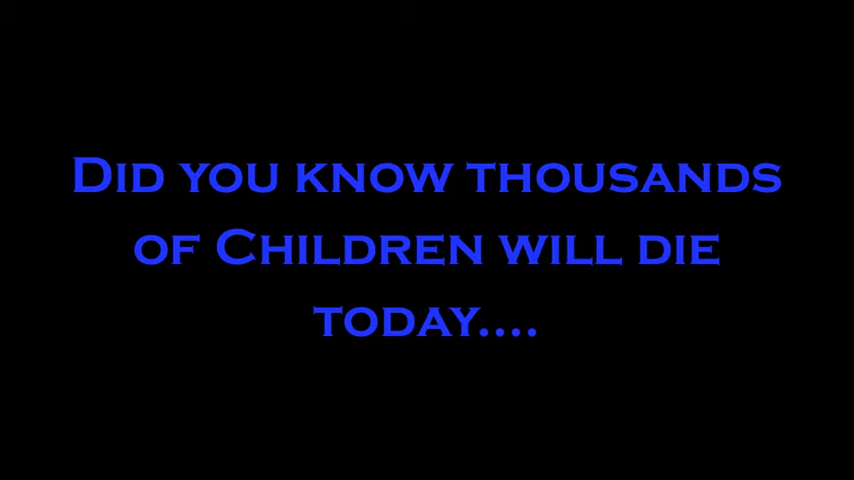 Did you know thousands
of Children will die
today....